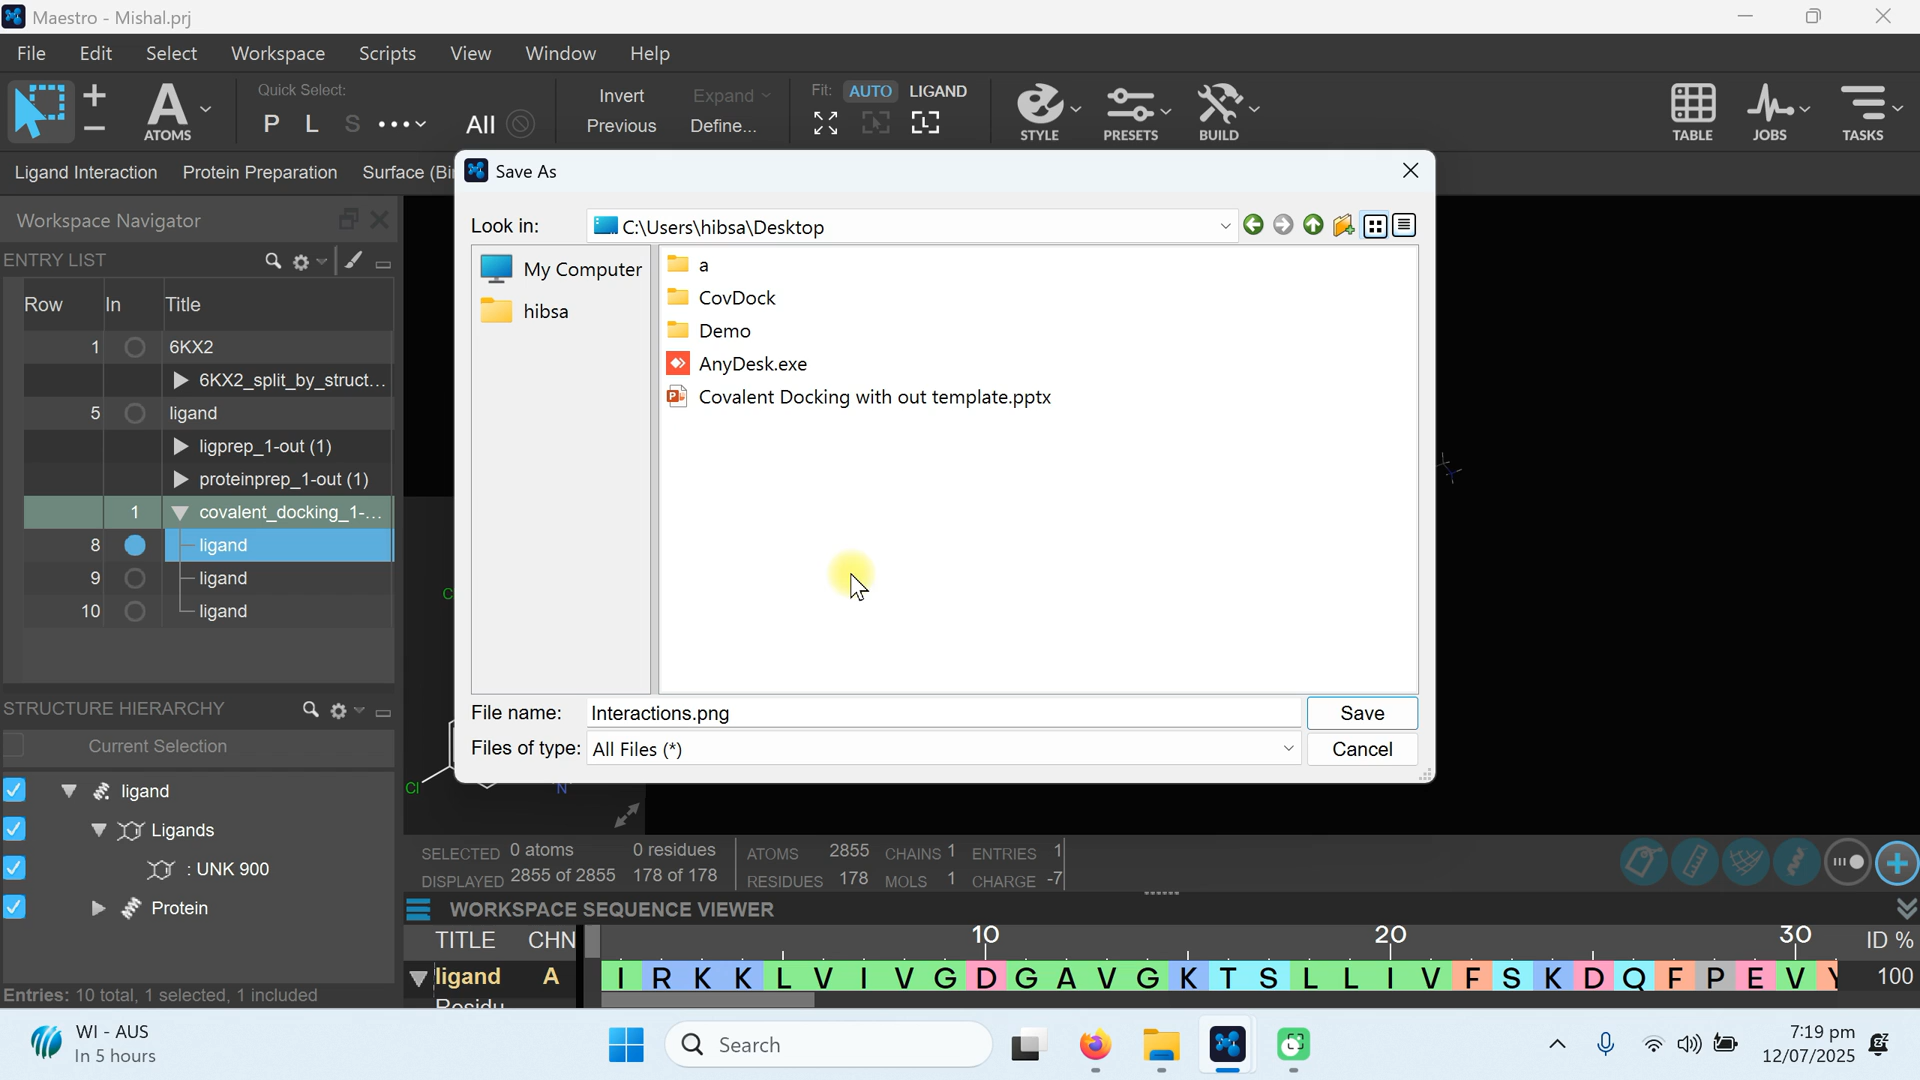 Maestro - Mishal.prj
File Edit Select Workspace Scripts View Window Help
ATOMS
Quick Select:
P L S
All
Invert
Previous
Expand
Define...
Fit: AUTO LIGAND
STYLE
PRESETS
BUILD
TABLE
JOBS
TASKS
Ligand Interaction Protein Preparation Surface (Bi
Save As
Look in: C:\Users\hibsa\Desktop
My Computer
hibsa
a
CovDock
Demo
AnyDesk.exe
Covalent Docking with out template.pptx
File name: Interactions.png Save
Files of type: All Files (*) Cancel
Workspace Navigator
ENTRY LIST
Row In Title
1 6KX2
6KX2_split_by_struct...
5 ligand
ligprep_1-out (1)
proteinprep_1-out (1)
1 covalent_docking_1-...
8 ligand
9 ligand
10 ligand
STRUCTURE HIERARCHY
Current Selection
ligand
Ligands
: UNK 900
Protein
Entries: 10 total, 1 selected, 1 included
C
Cl
N
SELECTED 0 atoms 0 residues ATOMS 2855 CHAINS 1 ENTRIES 1
DISPLAYED 2855 of 2855 178 of 178 RESIDUES 178 MOLS 1 CHARGE -7
WORKSPACE SEQUENCE VIEWER
TITLE CHN 10 20 30 ID %
ligand A I R K K L V I V G D G A V G K T S L L I V F S K D Q F P E V Y 100
WI - AUS
In 5 hours
Search
7:19 pm
12/07/2025